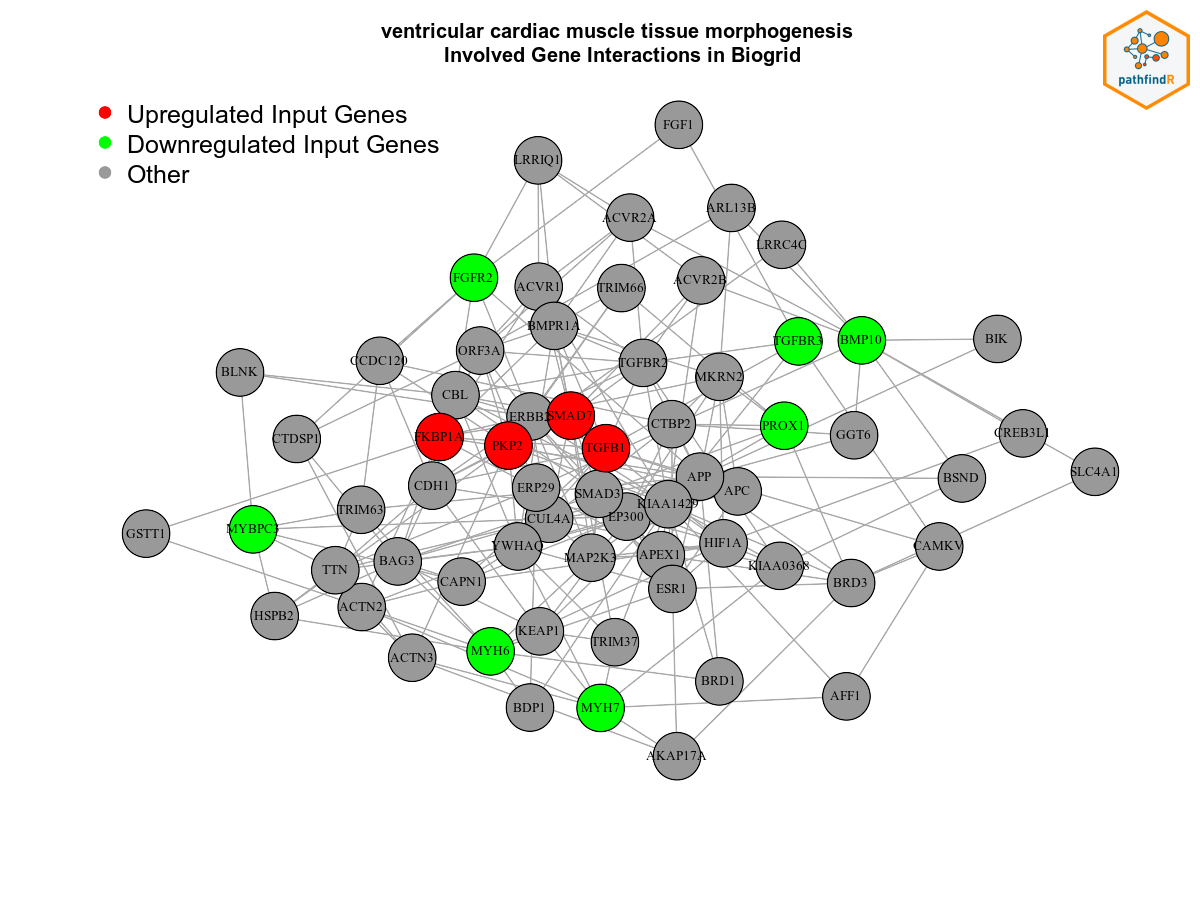 ventricular cardiac muscle tissue morphogenesis
Involved Gene Interactions in Biogrid
pathfindR
Upregulated Input Genes
Downregulated Input Genes
Other
FGF1
LRRIQ1
ACVR2A
ARL13B
LRRC4C
FGFR2
ACVR1
TRIM66
ACVR2B
BMPR1A
TGFBR3
BMP10
BIK
ORF3A
CCDC120
TGFBR2
BLNK
MKRN2
CBL
ERBB2
SMAD7
CTBP2
PROX1
GGT6
CREB3L1
CTDSP1
FKBP1A
PKP2
TGFB1
SLC4A1
CDH1
ERP29
SMAD3
APP
APC
BSND
KIAA1429
TRIM63
CUL4A
EP300
MYBPC3
GSTT1
YWHAQ
MAP2K3
APEX1
HIF1A
CAMKV
TTN
BAG3
CAPN1
ESR1
KIAA0368
BRD3
HSPB2
ACTN2
KEAP1
TRIM37
ACTN3
MYH6
BRD1
AFF1
BDP1
MYH7
AKAP17A